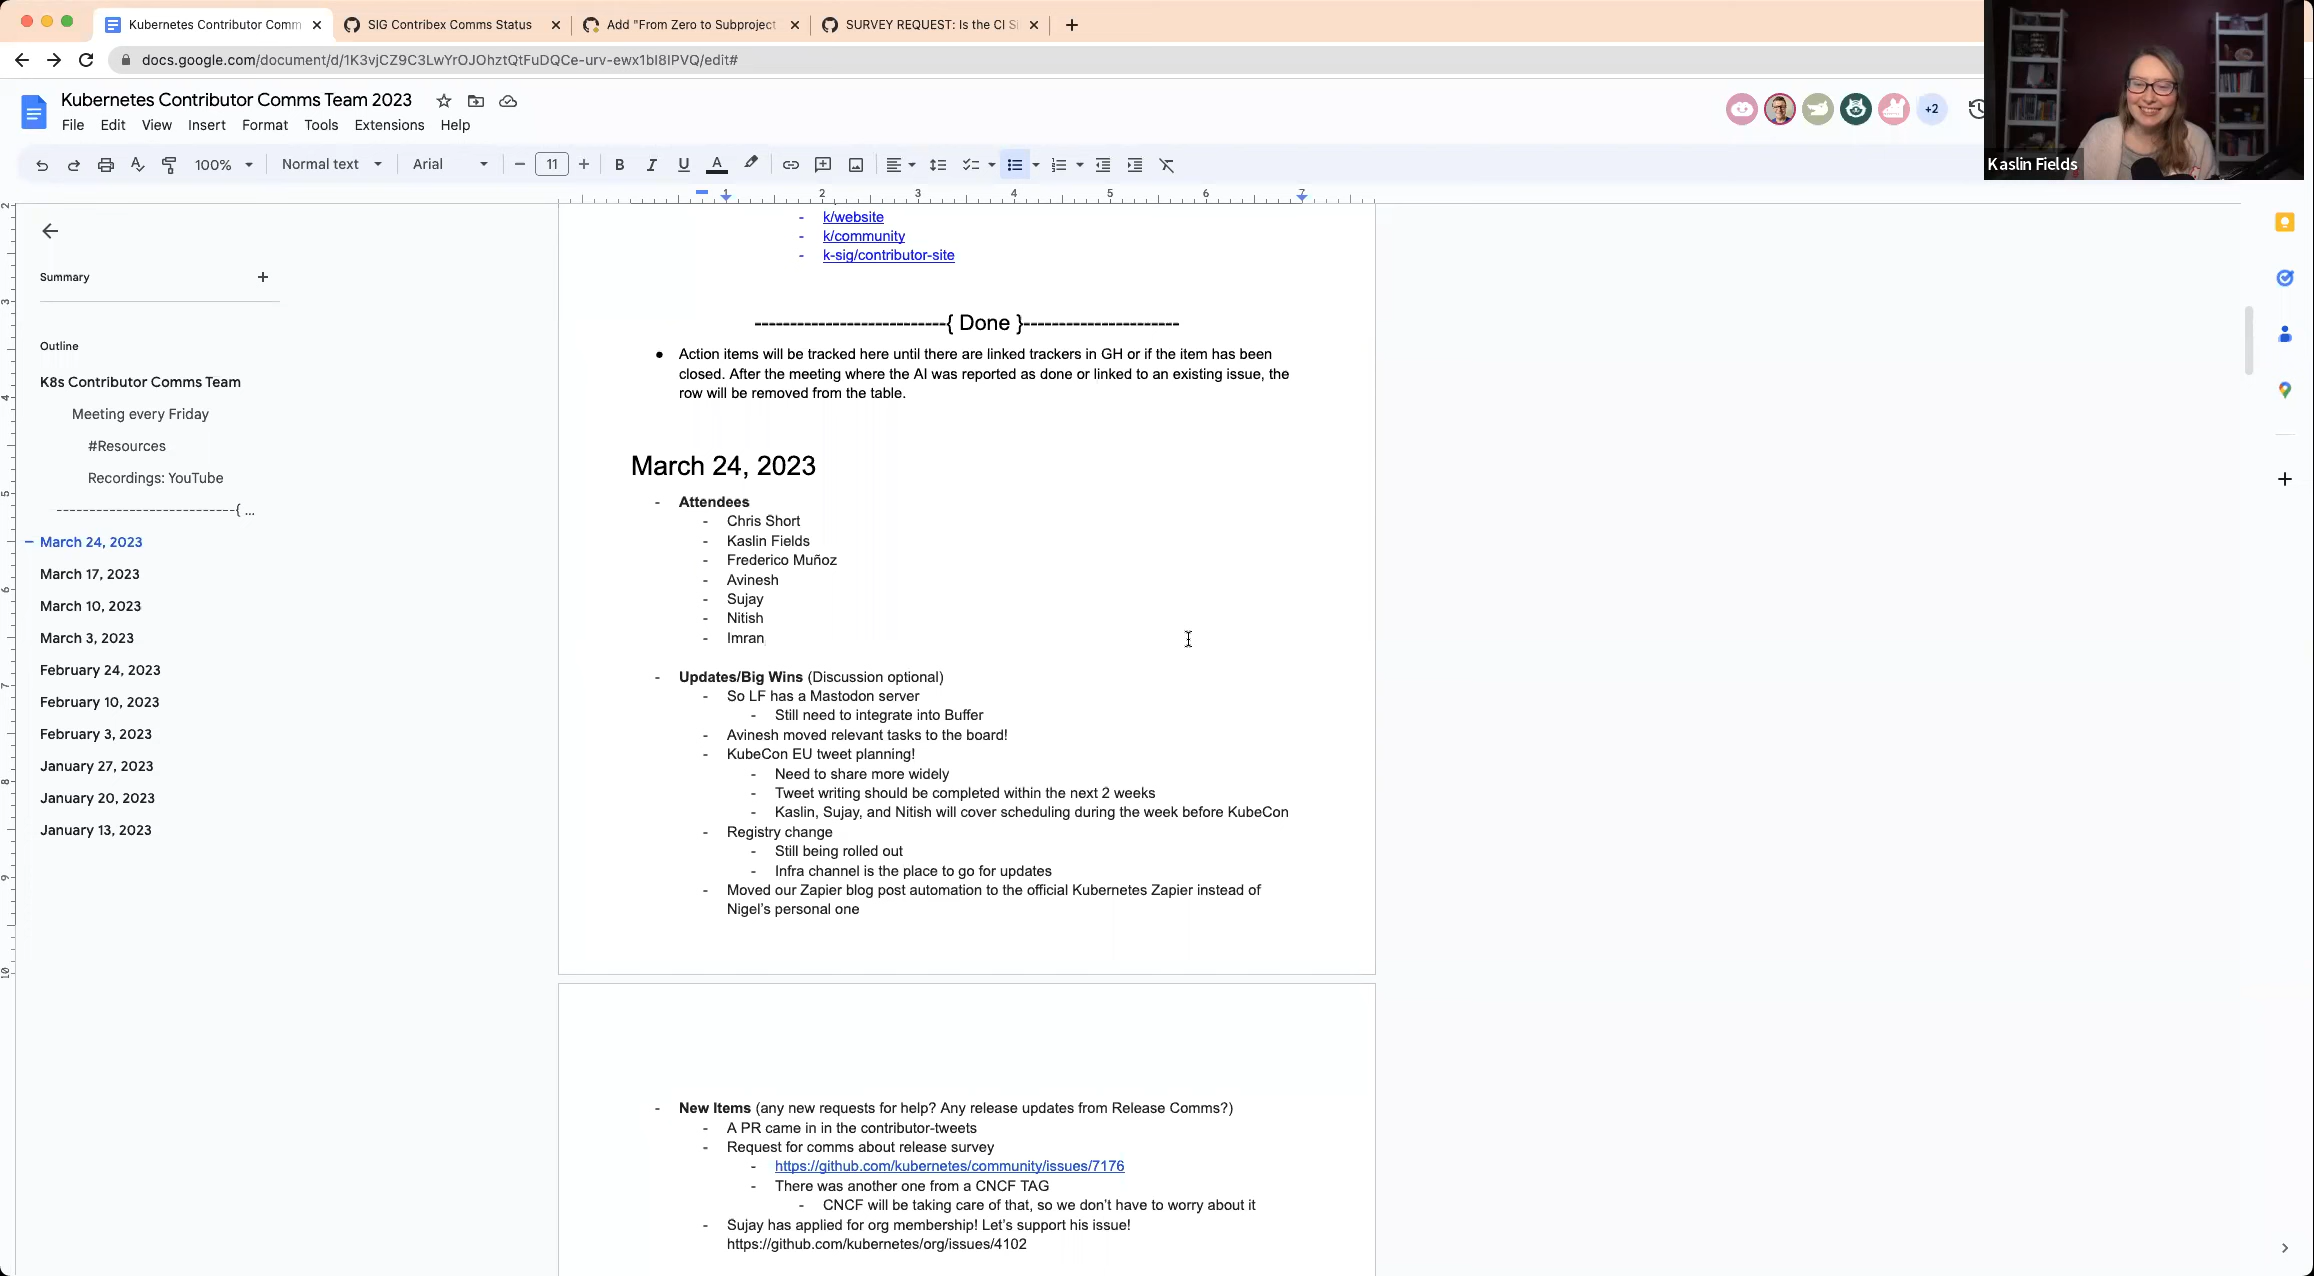 Kubernetes Contributor Comm
SIG Contribex Comms Status
Add "From Zero to Subproject
SURVEY REQUEST: Is the CI S
docs.google.com/document/d/1K3vjCZ9C3LwYrOJOhztQtFuDQCe-urv-ewx1bI8IPVQ/edit#
Kubernetes Contributor Comms Team 2023
File Edit View Insert Format Tools Extensions Help
+2
100% Normal text Arial 11
Kaslin Fields
1 2 3 4 5 6 7
2
3
4
5
6
7
8
9
10
Summary
Outline
K8s Contributor Comms Team
Meeting every Friday
#Resources
Recordings: YouTube
---------------------------{ ...
March 24, 2023
March 17, 2023
March 10, 2023
March 3, 2023
February 24, 2023
February 10, 2023
February 3, 2023
January 27, 2023
January 20, 2023
January 13, 2023
- k/website
- k/community
- k-sig/contributor-site
---------------------------{ Done }----------------------
● Action items will be tracked here until there are linked trackers in GH or if the item has been
closed. After the meeting where the AI was reported as done or linked to an existing issue, the
row will be removed from the table.
March 24, 2023
- Attendees
- Chris Short
- Kaslin Fields
- Frederico Muñoz
- Avinesh
- Sujay
- Nitish
- Imran
- Updates/Big Wins (Discussion optional)
- So LF has a Mastodon server
- Still need to integrate into Buffer
- Avinesh moved relevant tasks to the board!
- KubeCon EU tweet planning!
- Need to share more widely
- Tweet writing should be completed within the next 2 weeks
- Kaslin, Sujay, and Nitish will cover scheduling during the week before KubeCon
- Registry change
- Still being rolled out
- Infra channel is the place to go for updates
- Moved our Zapier blog post automation to the official Kubernetes Zapier instead of
Nigel's personal one
- New Items (any new requests for help? Any release updates from Release Comms?)
- A PR came in in the contributor-tweets
- Request for comms about release survey
- https://github.com/kubernetes/community/issues/7176
- There was another one from a CNCF TAG
- CNCF will be taking care of that, so we don't have to worry about it
- Sujay has applied for org membership! Let's support his issue!
https://github.com/kubernetes/org/issues/4102